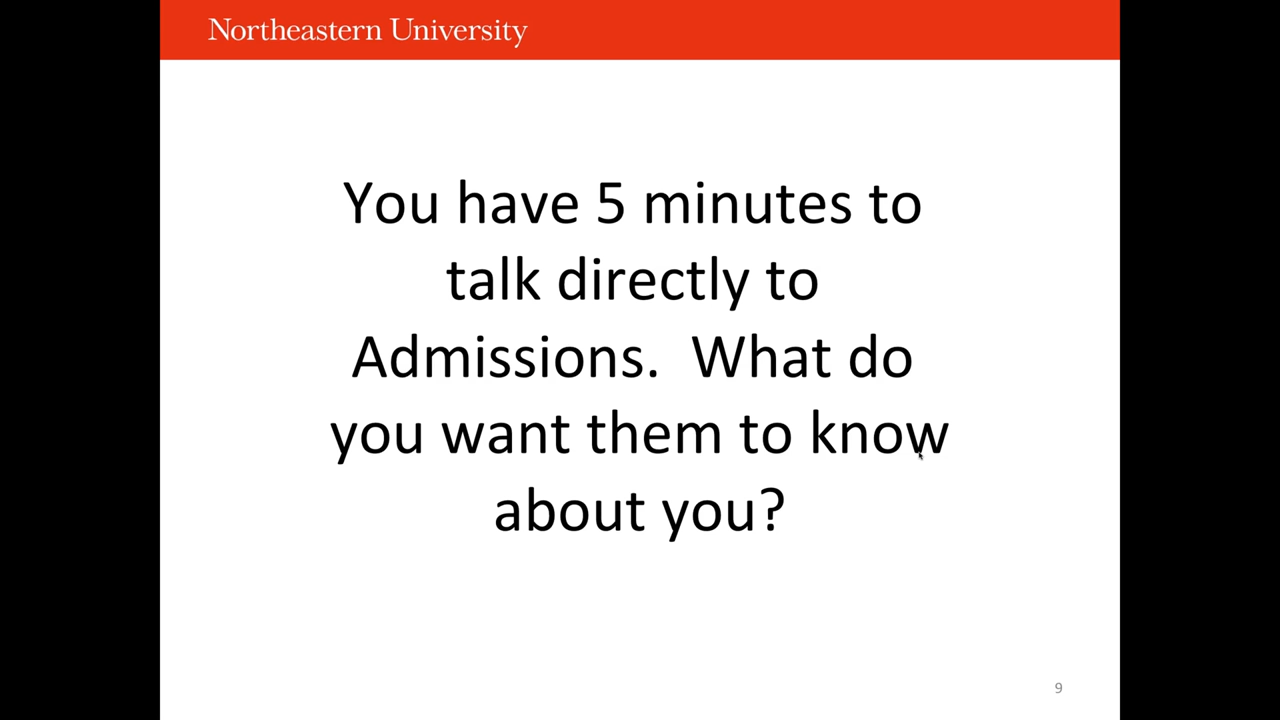 Northeastern University
You have 5 minutes to
talk directly to
Admissions.  What do
you want them to know
about you?
9